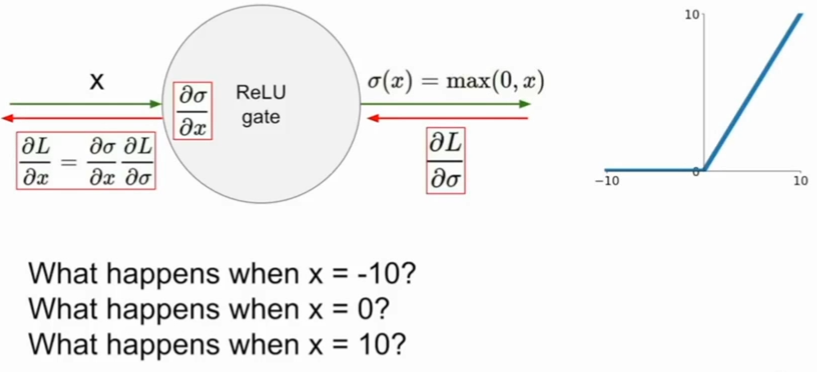 x
∂σ/∂x
ReLU
gate
σ(x) = max(0, x)
∂L/∂x = ∂σ/∂x ∂L/∂σ
∂L/∂σ
10
-10
0
10
What happens when x = -10?
What happens when x = 0?
What happens when x = 10?